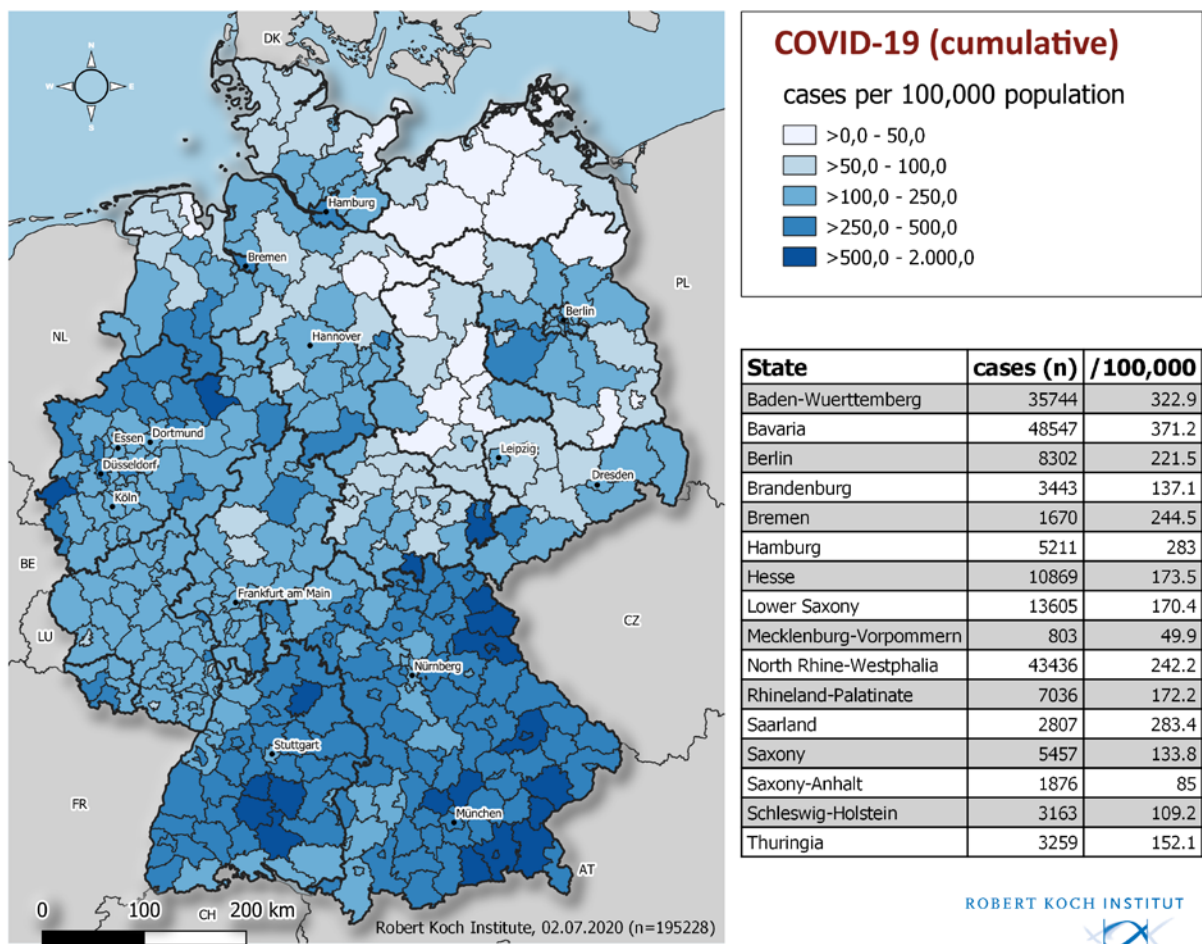 DK
N
W E
S
Hamburg
Bremen
PL
Berlin
NL
Hannover
Essen
Dortmund
Düsseldorf
Leipzig
Dresden
Köln
BE
Frankfurt am Main
LU
CZ
Nürnberg
Stuttgart
FR
München
AT
0 100 200 km
CH
Robert Koch Institute, 02.07.2020 (n=195228)
COVID-19 (cumulative)
cases per 100,000 population
>0,0 - 50,0
>50,0 - 100,0
>100,0 - 250,0
>250,0 - 500,0
>500,0 - 2.000,0
State cases (n) /100,000
Baden-Wuerttemberg 35744 322.9
Bavaria 48547 371.2
Berlin 8302 221.5
Brandenburg 3443 137.1
Bremen 1670 244.5
Hamburg 5211 283
Hesse 10869 173.5
Lower Saxony 13605 170.4
Mecklenburg-Vorpommern 803 49.9
North Rhine-Westphalia 43436 242.2
Rhineland-Palatinate 7036 172.2
Saarland 2807 283.4
Saxony 5457 133.8
Saxony-Anhalt 1876 85
Schleswig-Holstein 3163 109.2
Thuringia 3259 152.1
ROBERT KOCH INSTITUT